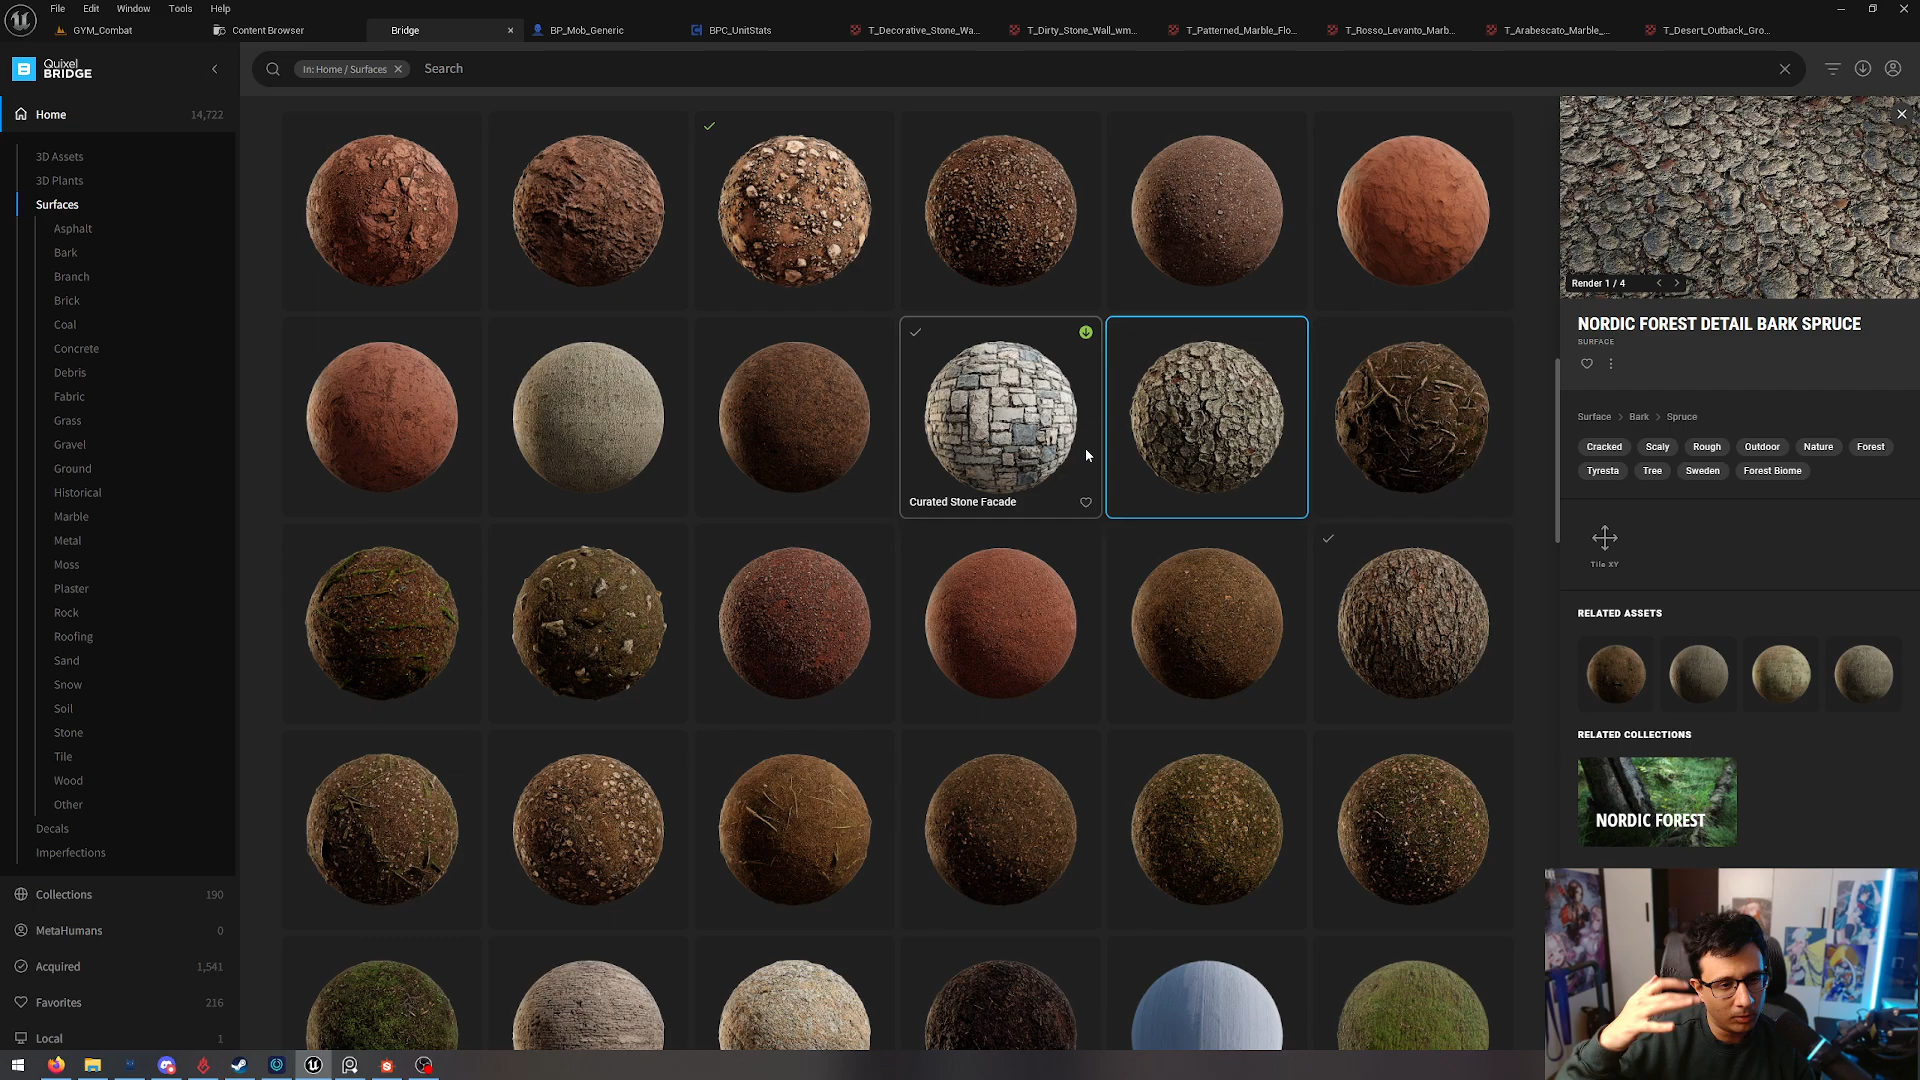 File Edit Window Tools Help
GYM_Combat
Content Browser
Bridge
BP_Mob_Generic
BPC_UnitStats
T_Decorative_Stone_Wa...
T_Dirty_Stone_Wall_wm...
T_Patterned_Marble_Flo...
T_Rosso_Levanto_Marb...
T_Arabescato_Marble_...
T_Desert_Outback_Gro...
Quixel
BRIDGE
In: Home / Surfaces
Search
Home 14,722
3D Assets
3D Plants
Surfaces
Asphalt
Bark
Branch
Brick
Coal
Concrete
Debris
Fabric
Grass
Gravel
Ground
Historical
Marble
Metal
Moss
Plaster
Rock
Roofing
Sand
Snow
Soil
Stone
Tile
Wood
Other
Decals
Imperfections
Collections 190
MetaHumans 0
Acquired 1,541
Favorites 216
Local 1
Curated Stone Facade
Render 1 / 4
NORDIC FOREST DETAIL BARK SPRUCE
SURFACE
Surface > Bark > Spruce
Cracked Scaly Rough Outdoor Nature Forest
Tyresta Tree Sweden Forest Biome
Tile XY
RELATED ASSETS
RELATED COLLECTIONS
NORDIC FOREST